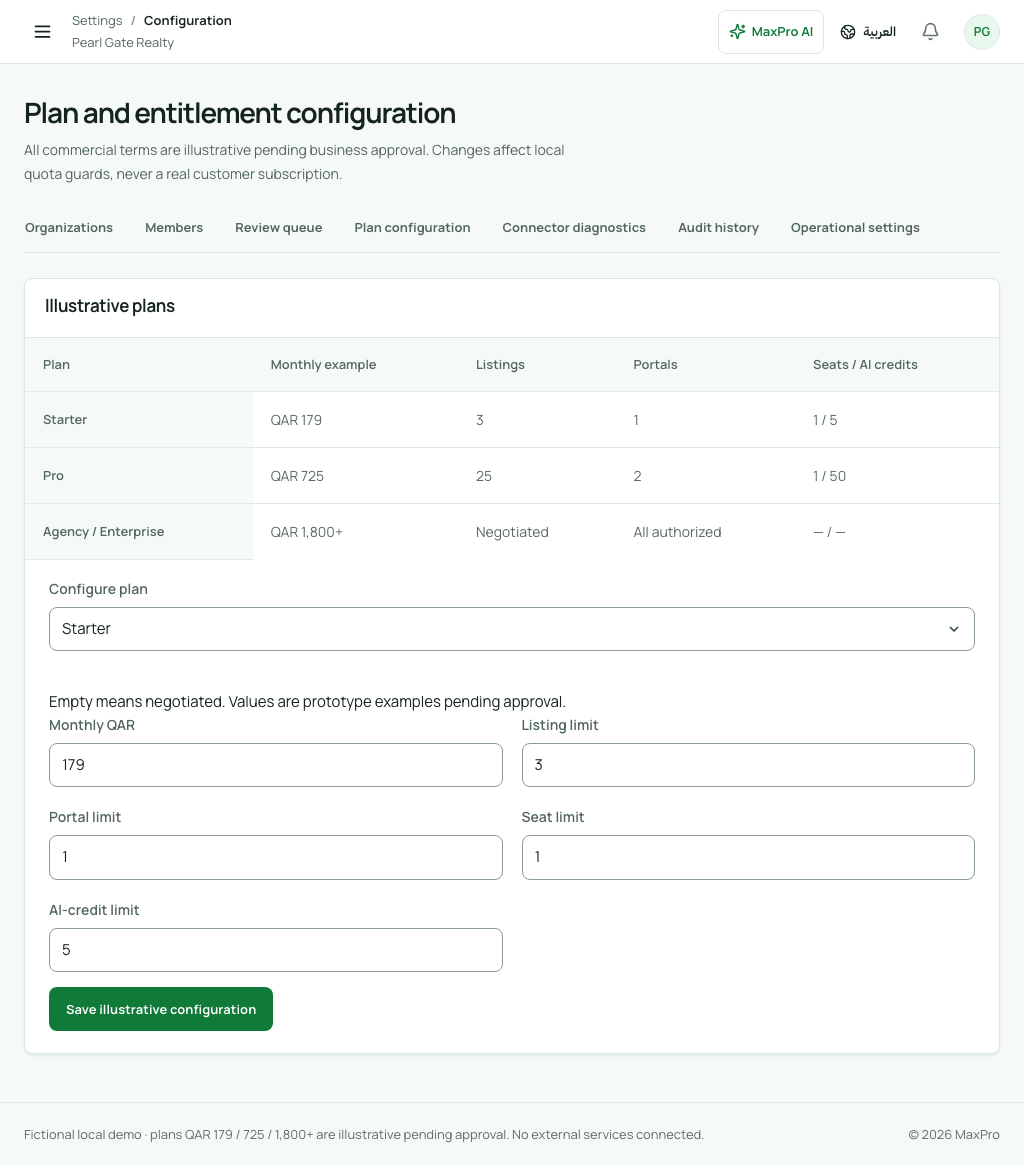 Settings / Configuration
Pearl Gate Realty
MaxPro AI
العربية
PG
Plan and entitlement configuration
All commercial terms are illustrative pending business approval. Changes affect local
quota guards, never a real customer subscription.
Organizations Members Review queue Plan configuration Connector diagnostics Audit history Operational settings
Illustrative plans
Plan Monthly example Listings Portals Seats / AI credits
Starter QAR 179 3 1 1 / 5
Pro QAR 725 25 2 1 / 50
Agency / Enterprise QAR 1,800+ Negotiated All authorized — / —
Configure plan
Starter
Empty means negotiated. Values are prototype examples pending approval.
Monthly QAR Listing limit
179 3
Portal limit Seat limit
1 1
AI-credit limit
5
Save illustrative configuration
Fictional local demo · plans QAR 179 / 725 / 1,800+ are illustrative pending approval. No external services connected.
© 2026 MaxPro